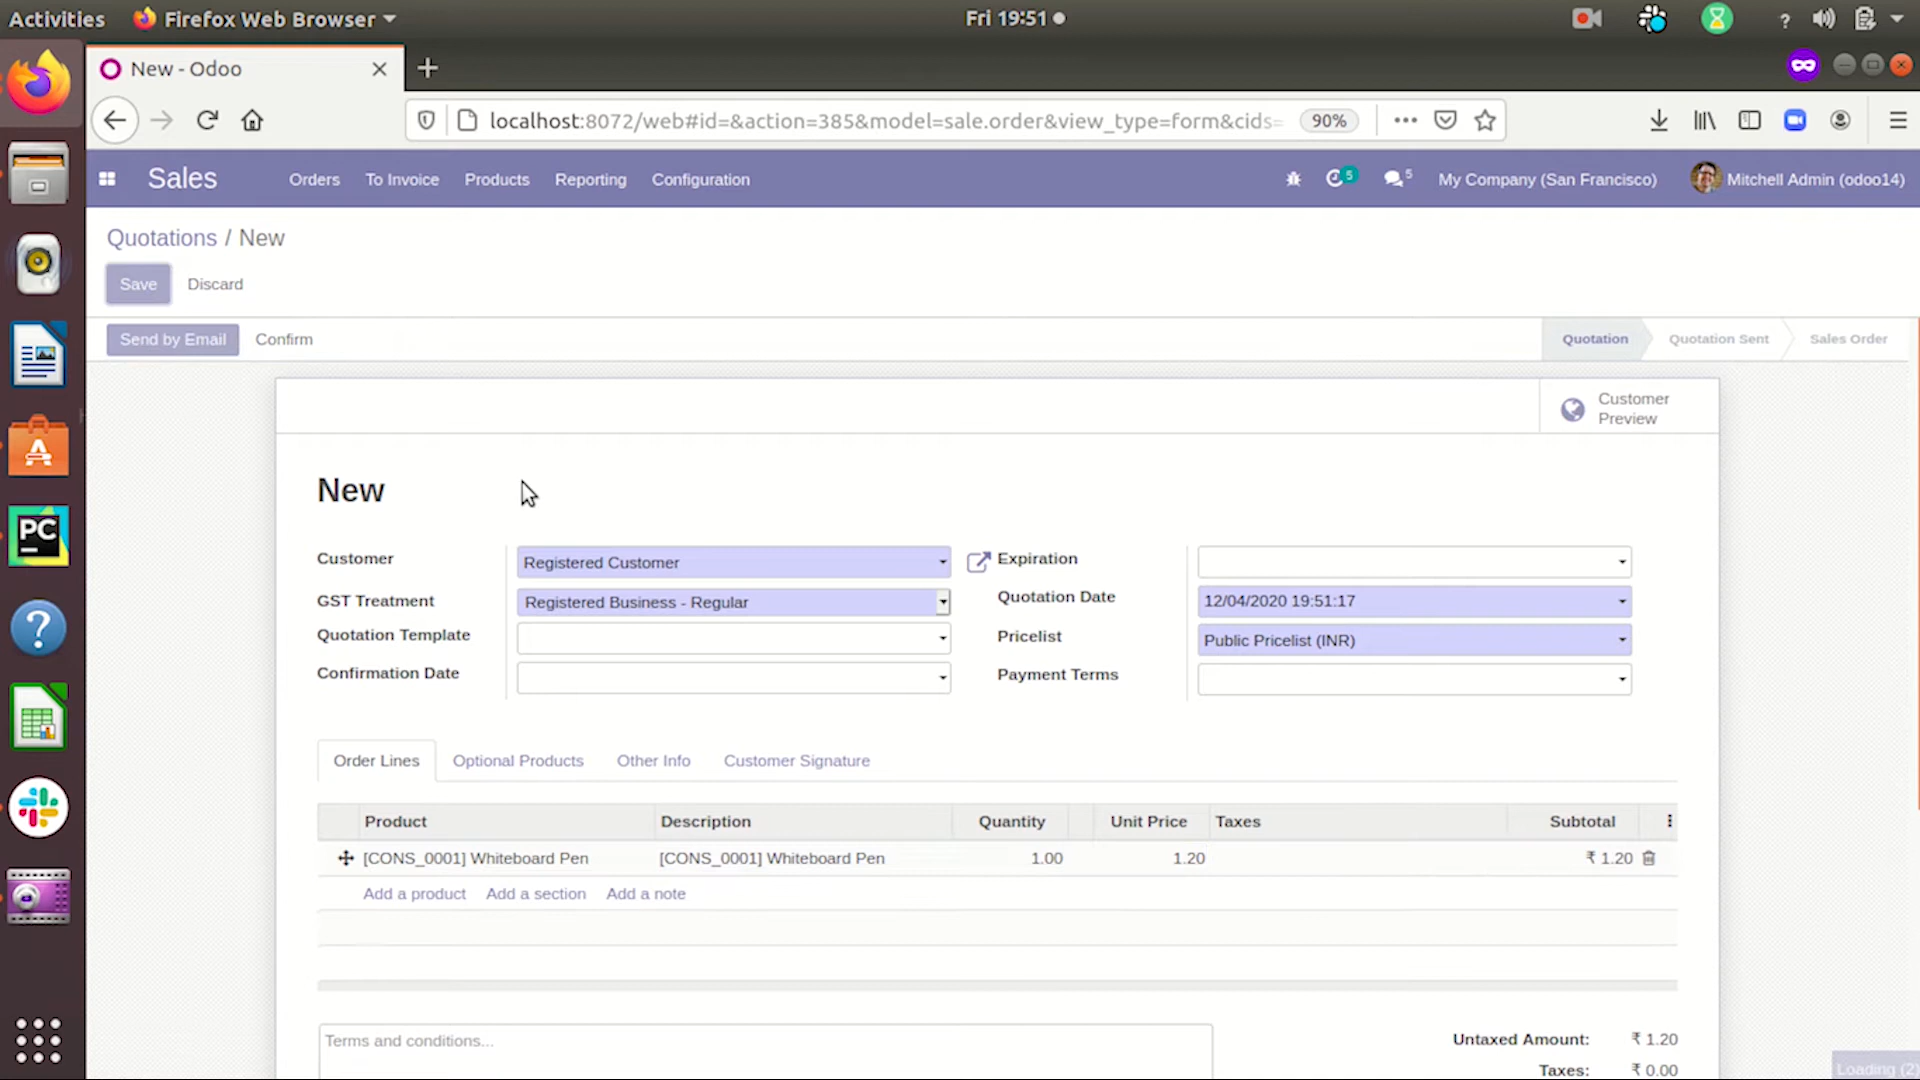 Activities Firefox Web Browser Fri 19:51
New - Odoo
localhost:8072/web#id=&action=385&model=sale.order&view_type=form&cids= 90%
Sales Orders To Invoice Products Reporting Configuration 5 5 My Company (San Francisco) Mitchell Admin (odoo14)
Quotations / New
Save Discard
Send by Email Confirm Quotation Quotation Sent Sales Order
Customer
Preview
New
Customer Registered Customer Expiration
GST Treatment Registered Business - Regular Quotation Date 12/04/2020 19:51:17
Quotation Template Pricelist Public Pricelist (INR)
Confirmation Date Payment Terms
Order Lines Optional Products Other Info Customer Signature
Product Description Quantity Unit Price Taxes Subtotal
[CONS_0001] Whiteboard Pen [CONS_0001] Whiteboard Pen 1.00 1.20 ₹ 1.20
Add a product Add a section Add a note
Terms and conditions...
Untaxed Amount: ₹ 1.20
Taxes: ₹ 0.00
Loading (2)